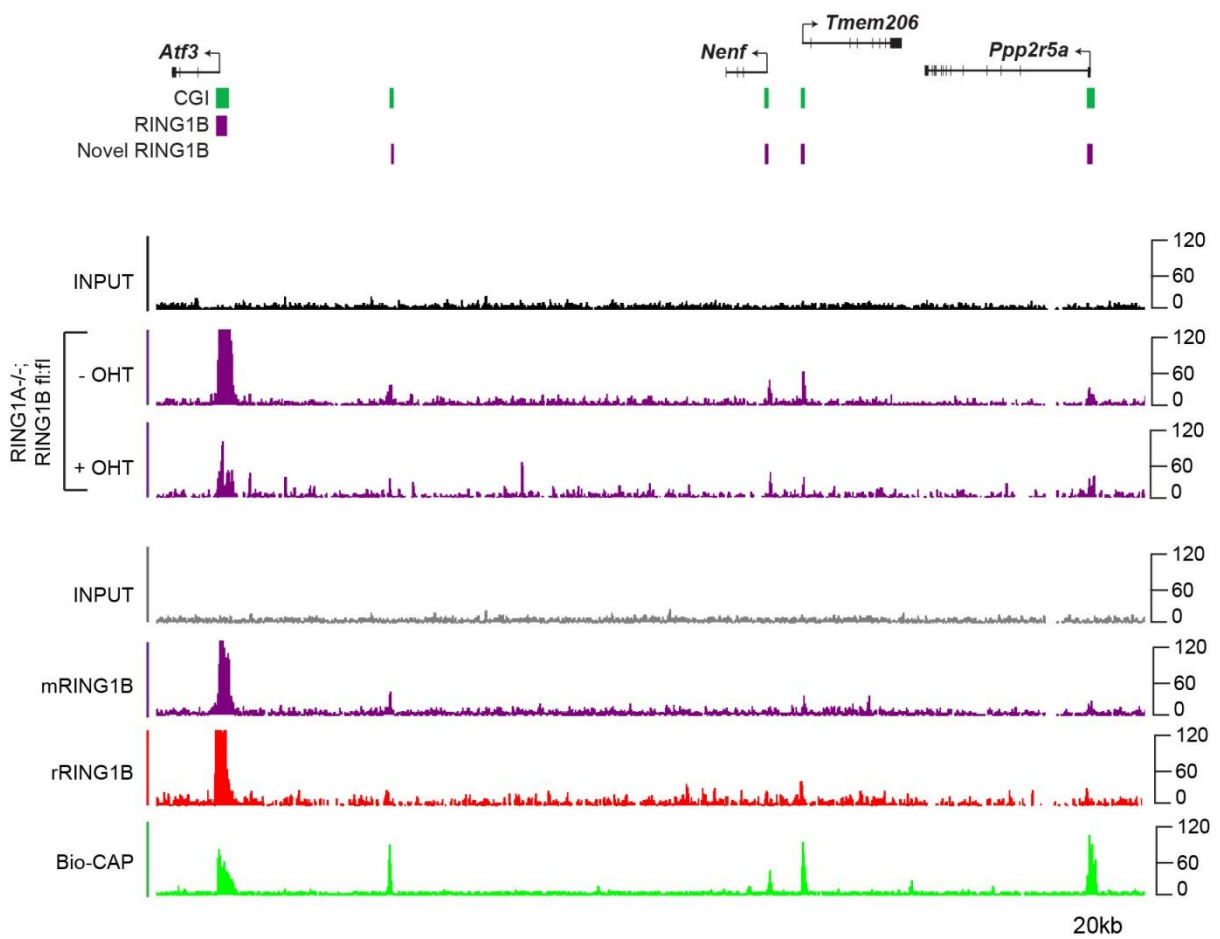 Tmem206
Atf3
Nenf
Ppp2r5a
CGI
RING1B
Novel RING1B
INPUT
120
60
0
RING1A-/-;
RING1B fl:fl
- OHT
120
60
0
+ OHT
120
60
0
INPUT
120
60
0
mRING1B
120
60
0
rRING1B
120
60
0
Bio-CAP
120
60
0
20kb